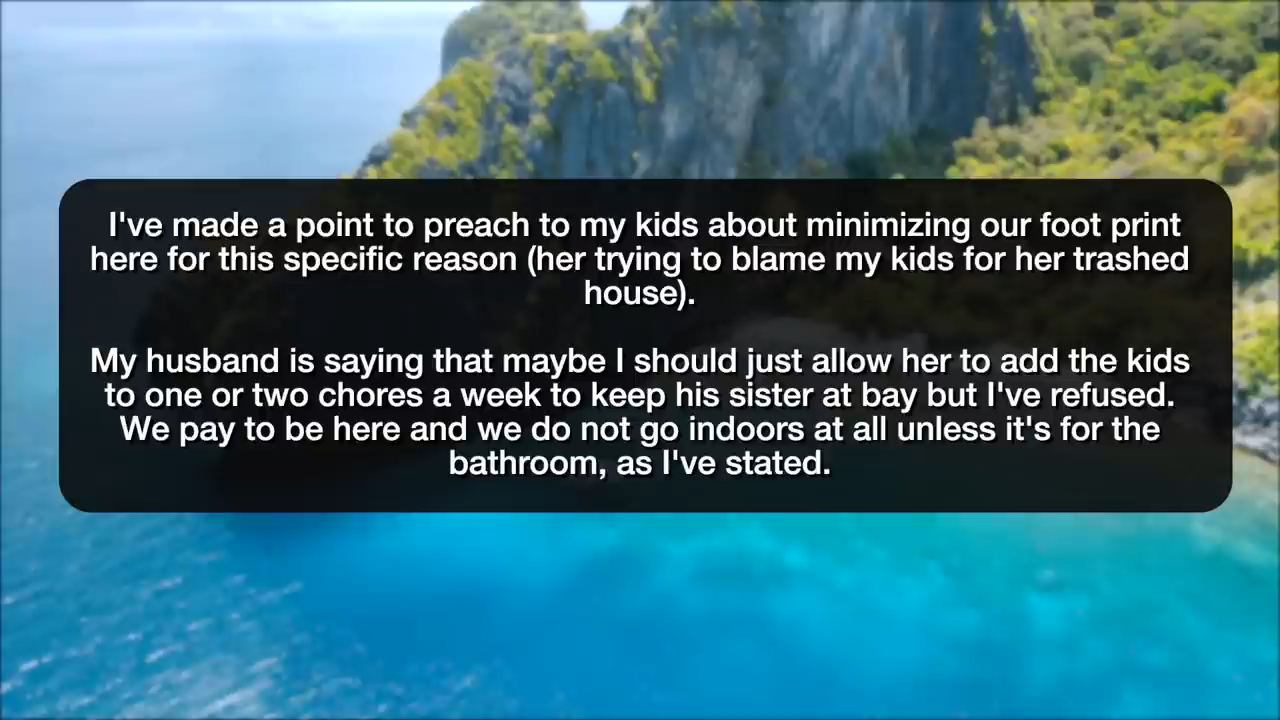 I've made a point to preach to my kids about minimizing our foot print
here for this specific reason (her trying to blame my kids for her trashed
house).
My husband is saying that maybe I should just allow her to add the kids
to one or two chores a week to keep his sister at bay but I've refused.
We pay to be here and we do not go indoors at all unless it's for the
bathroom, as I've stated.